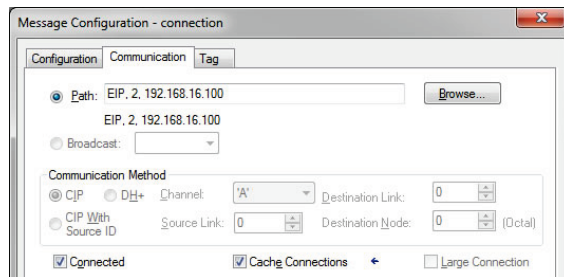 Message Configuration - connection
Configuration Communication Tag
Path: EIP, 2, 192.168.16.100 Browse...
EIP, 2, 192.168.16.100
Broadcast:
Communication Method
CIP DH+ Channel: 'A' Destination Link: 0
CIP With Source ID Source Link: 0 Destination Node: 0 (Octal)
Connected Cache Connections ← Large Connection